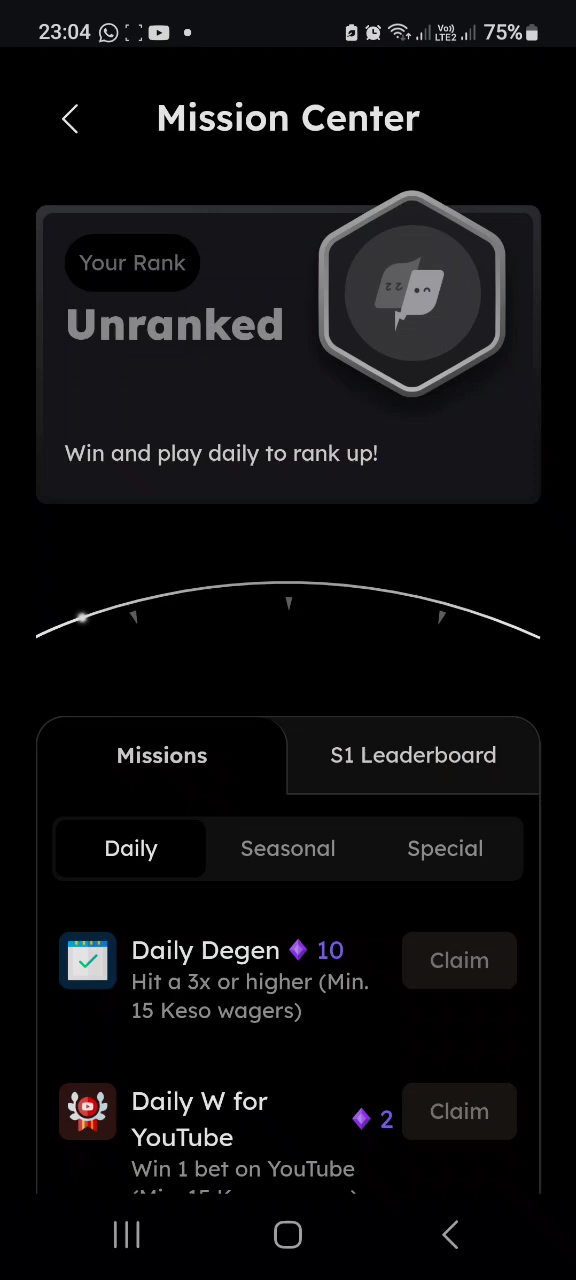 23:04
Vo))
LTE2
75%
Mission Center
Your Rank
Unranked
Win and play daily to rank up!
Missions
S1 Leaderboard
Daily
Seasonal
Special
Daily Degen 10
Claim
Hit a 3x or higher (Min.
15 Keso wagers)
Daily W for
YouTube
2
Claim
Win 1 bet on YouTube